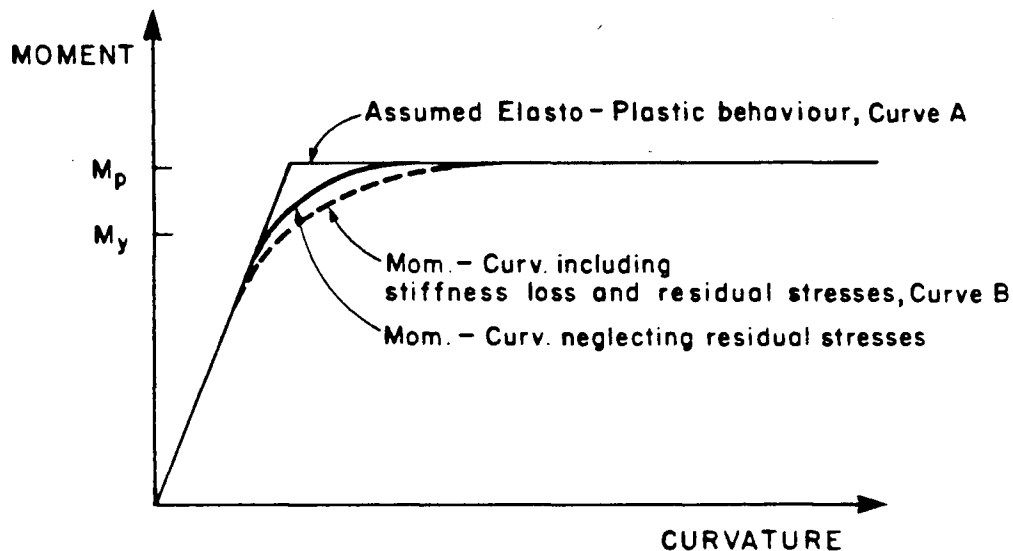 MOMENT
Assumed Elasto - Plastic behaviour, Curve A
Mp
My
Mom. - Curv. including
stiffness loss and residual stresses, Curve B
Mom. - Curv. neglecting residual stresses
CURVATURE